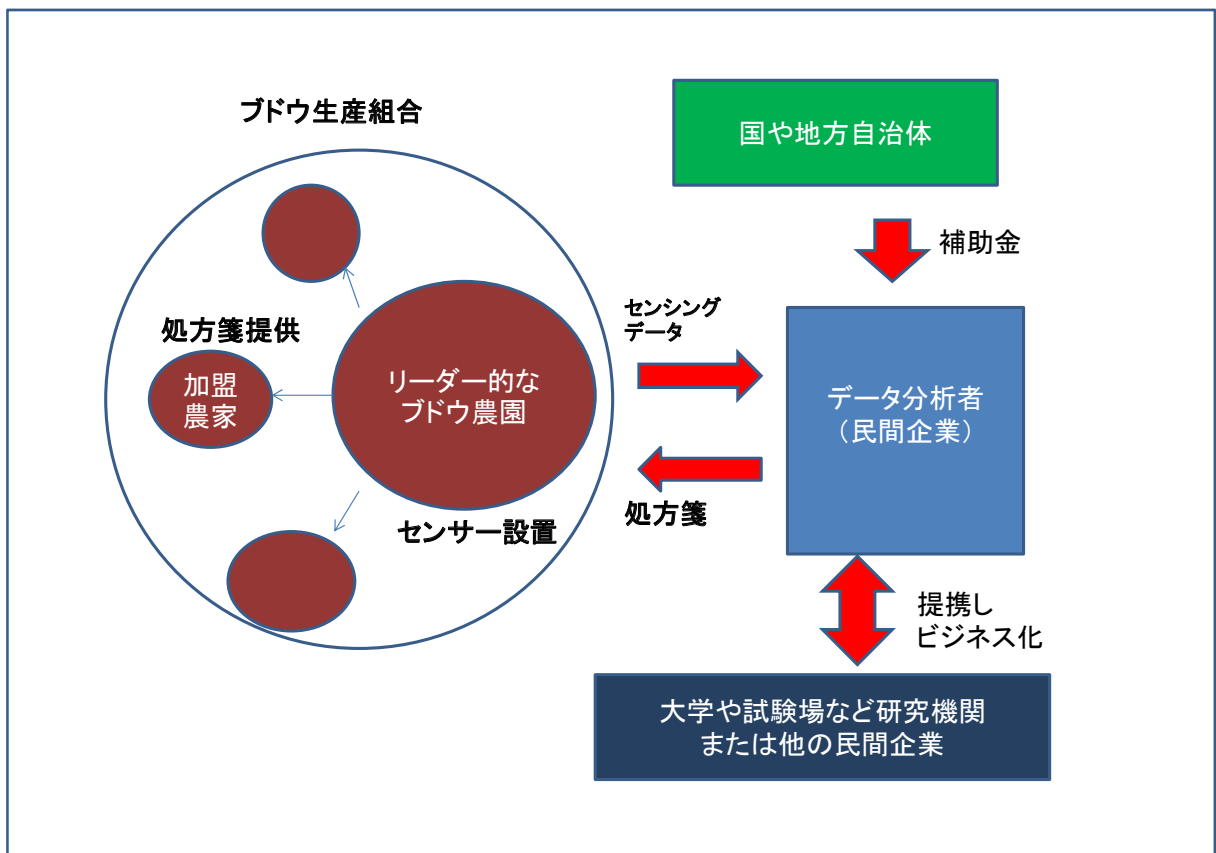 ブドウ生産組合
国や地方自治体
補助金
処方箋提供
加盟
農家
リーダー的な
ブドウ農園
センサー設置
センシング
データ
処方箋
データ分析者
（民間企業）
提携し
ビジネス化
大学や試験場など研究機関
または他の民間企業